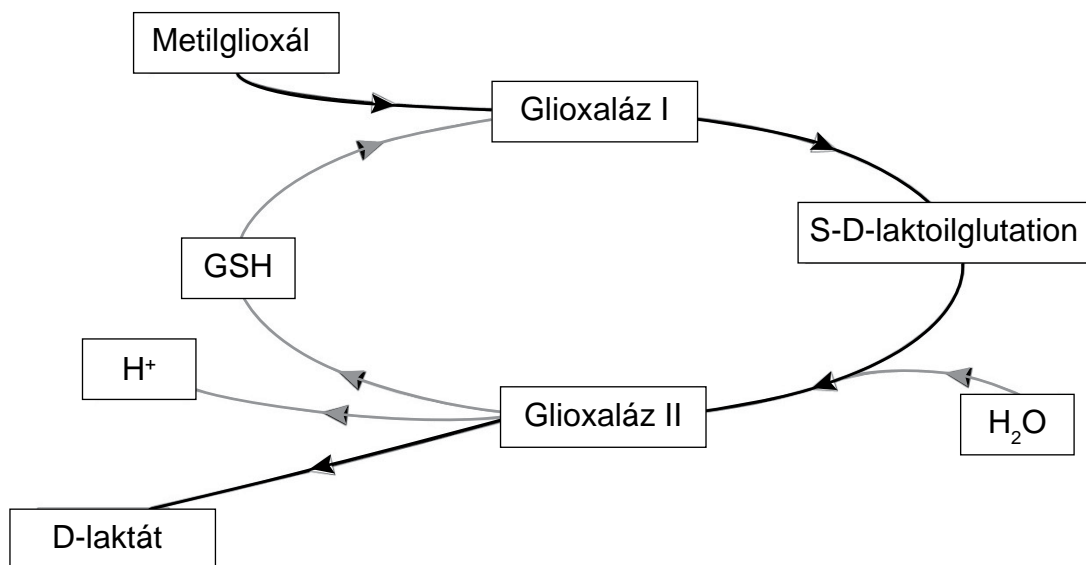 Metilglioxál
Glioxaláz I
S-D-laktoilglutation
GSH
H⁺
Glioxaláz II
H₂O
D-laktát